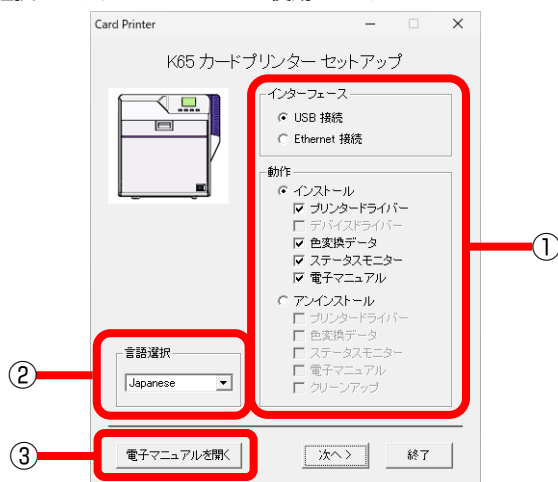 Card Printer
K65 カードプリンター セットアップ
インターフェース
USB 接続
Ethernet 接続
動作
インストール
プリンタードライバー
デバイスドライバー
色変換データ
ステータスモニター
電子マニュアル
アンインストール
プリンタードライバー
色変換データ
ステータスモニター
電子マニュアル
クリーンアップ
①
言語選択
Japanese
②
③
電子マニュアルを開く
次へ >
終了